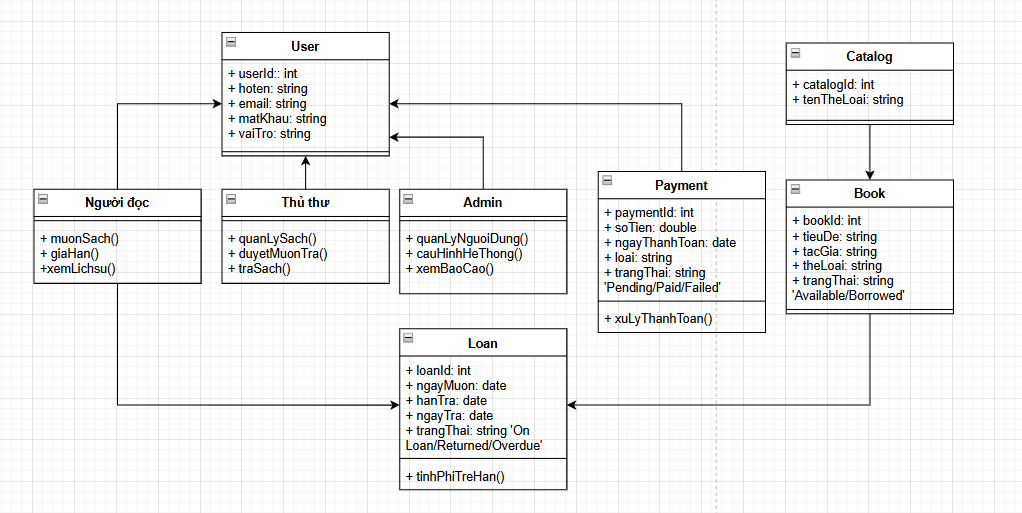 User
+ userId:: int
+ hoten: string
+ email: string
+ matKhau: string
+ vaiTro: string
Catalog
+ catalogId: int
+ tenTheLoai: string
Người đọc
+ muonSach()
+ giaHan()
+xemLichsu()
Thủ thư
+ quanLySach()
+ duyetMuonTra()
+ traSach()
Admin
+ quanLyNguoiDung()
+ cauHinhHeThong()
+ xemBaoCao()
Payment
+ paymentId: int
+ soTien: double
+ ngayThanhToan: date
+ loai: string
+ trangThai: string
'Pending/Paid/Failed'
+ xuLyThanhToan()
Book
+ bookId: int
+ tieuDe: string
+ tacGia: string
+ theLoai: string
+ trangThai: string
'Available/Borrowed'
Loan
+ loanId: int
+ ngayMuon: date
+ hanTra: date
+ ngayTra: date
+ trangThai: string 'On
Loan/Returned/Overdue'
+ tinhPhiTreHan()